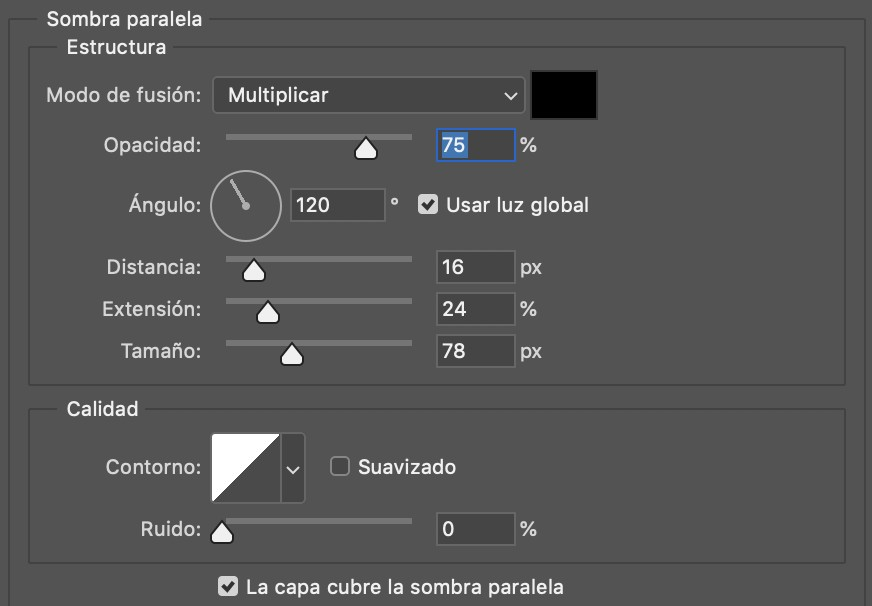 Sombra paralela
Estructura
Modo de fusión: Multiplicar
Opacidad: 75 %
Ángulo: 120 ° Usar luz global
Distancia: 16 px
Extensión: 24 %
Tamaño: 78 px
Calidad
Contorno: Suavizado
Ruido: 0 %
La capa cubre la sombra paralela